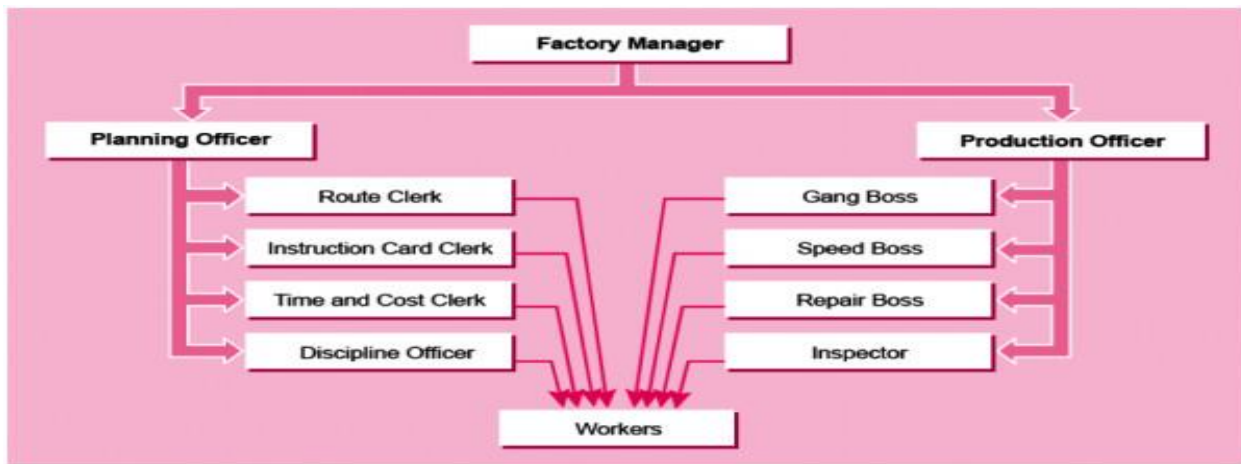 Factory Manager
Planning Officer
Production Officer
Route Clerk
Gang Boss
Instruction Card Clerk
Speed Boss
Time and Cost Clerk
Repair Boss
Discipline Officer
Inspector
Workers